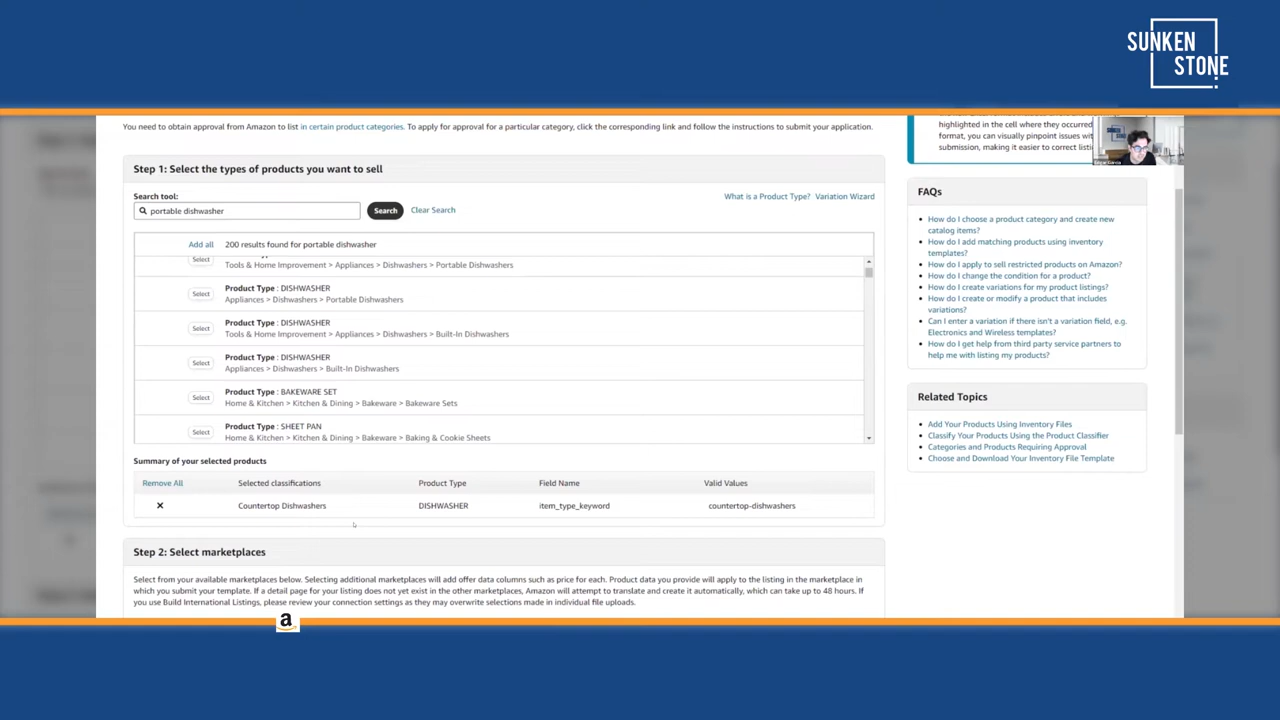 SUNKEN
STONE
You need to obtain approval from Amazon to list in certain product categories. To apply for approval for a particular category, click the corresponding link and follow the instructions to submit your application.
highlighted in the cell where they occurred
format, you can visually pinpoint issues with
submission, making it easier to correct listi
Step 1: Select the types of products you want to sell
Search tool:
What is a Product Type? Variation Wizard
portable dishwasher
Search
Clear Search
Add all
200 results found for portable dishwasher
Select
Tools & Home Improvement > Appliances > Dishwashers > Portable Dishwashers
Select
Product Type : DISHWASHER
Appliances > Dishwashers > Portable Dishwashers
Select
Product Type : DISHWASHER
Tools & Home Improvement > Appliances > Dishwashers > Built-In Dishwashers
Select
Product Type : DISHWASHER
Appliances > Dishwashers > Built-In Dishwashers
Select
Product Type : BAKEWARE SET
Home & Kitchen > Kitchen & Dining > Bakeware > Bakeware Sets
Select
Product Type : SHEET PAN
Home & Kitchen > Kitchen & Dining > Bakeware > Baking & Cookie Sheets
Summary of your selected products
Remove All Selected classifications Product Type Field Name Valid Values
Countertop Dishwashers DISHWASHER item_type_keyword countertop-dishwashers
Step 2: Select marketplaces
Select from your available marketplaces below. Selecting additional marketplaces will add offer data columns such as price for each. Product data you provide will apply to the listing in the marketplace in
which you submit your template. If a detail page for your listing does not yet exist in the other marketplaces, Amazon will attempt to translate and create it automatically, which can take up to 48 hours. If
you use Build International Listings, please review your connection settings as they may overwrite selections made in individual file uploads.
FAQs
How do I choose a product category and create new
catalog items?
How do I add matching products using inventory
templates?
How do I apply to sell restricted products on Amazon?
How do I change the condition for a product?
How do I create variations for my product listings?
How do I create or modify a product that includes
variations?
Can I enter a variation if there isn't a variation field, e.g.
Electronics and Wireless templates?
How do I get help from third party service partners to
help me with listing my products?
Related Topics
Add Your Products Using Inventory Files
Classify Your Products Using the Product Classifier
Categories and Products Requiring Approval
Choose and Download Your Inventory File Template
a